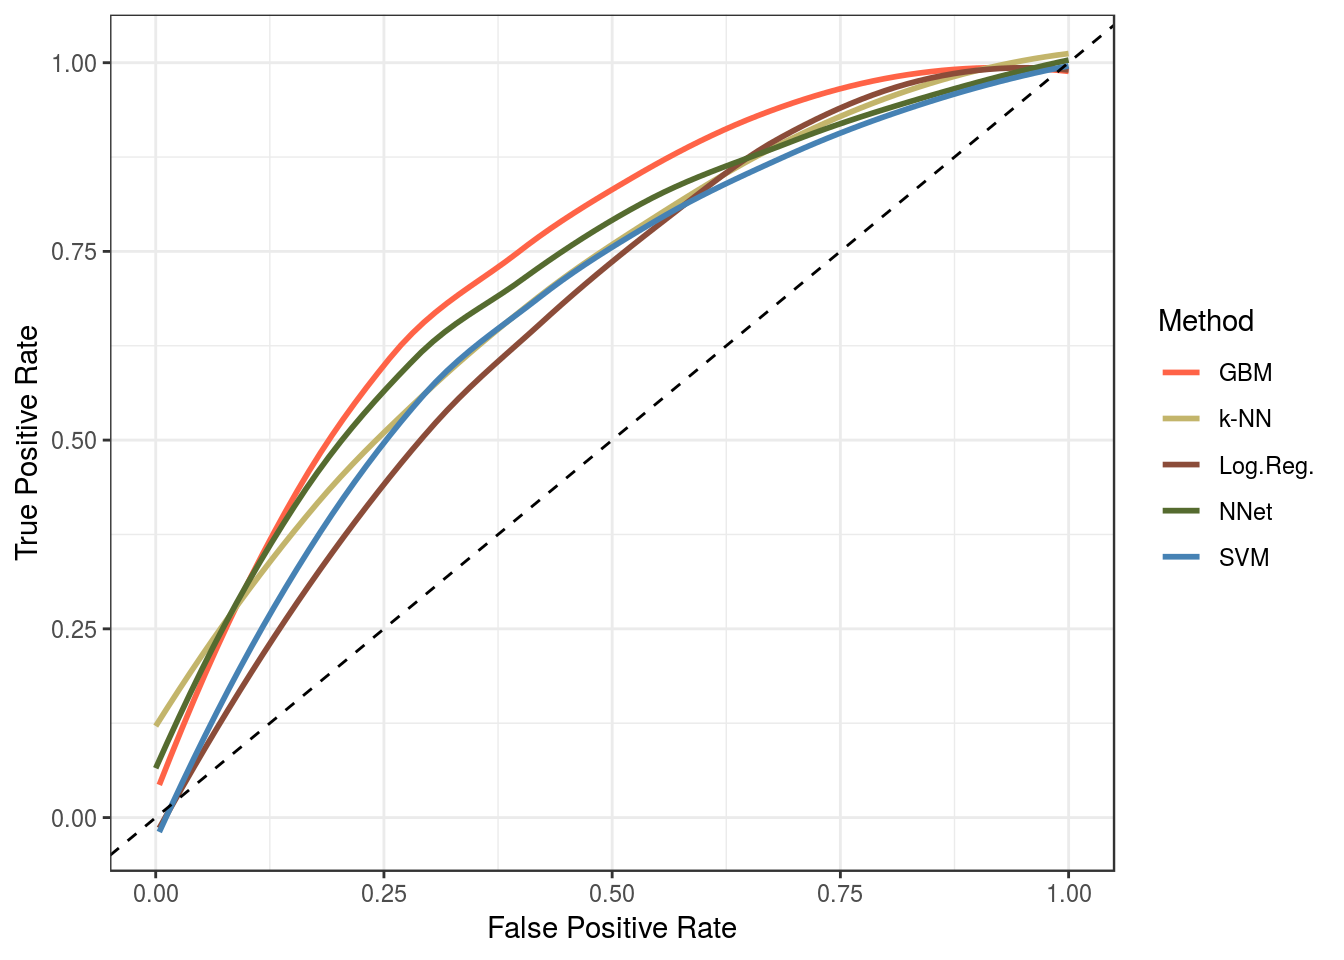 1.00
0.75
0.50
0.25
0.00
True Positive Rate
0.00 0.25 0.50 0.75 1.00
False Positive Rate
Method
GBM
k-NN
Log.Reg.
NNet
SVM